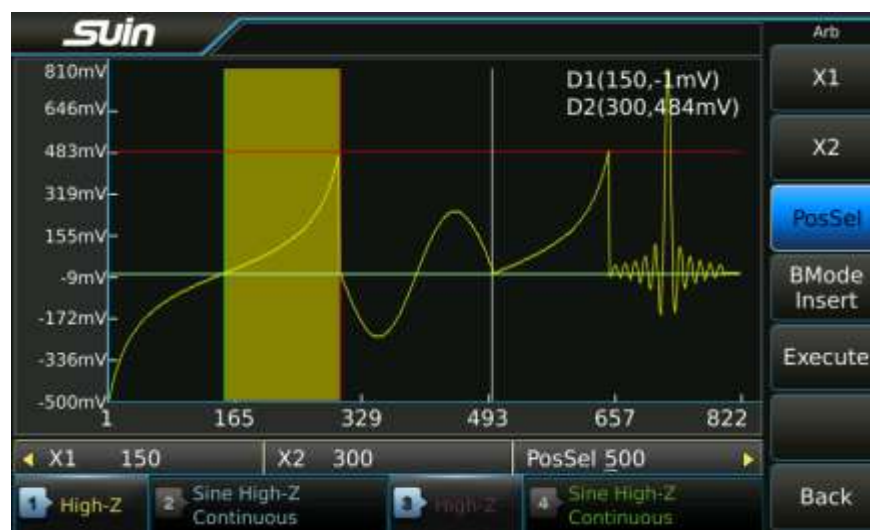 Suin
Arb
810mV
646mV
483mV
319mV
155mV
-9mV
-172mV
-336mV
-500mV
D1(150,-1mV)
D2(300,484mV)
1 165 329 493 657 822
X1 150 X2 300 PosSel 500
1 High-Z
2 Sine High-Z
Continuous
3 High-Z
4 Sine High-Z
Continuous
X1
X2
PosSel
BMode
Insert
Execute
Back